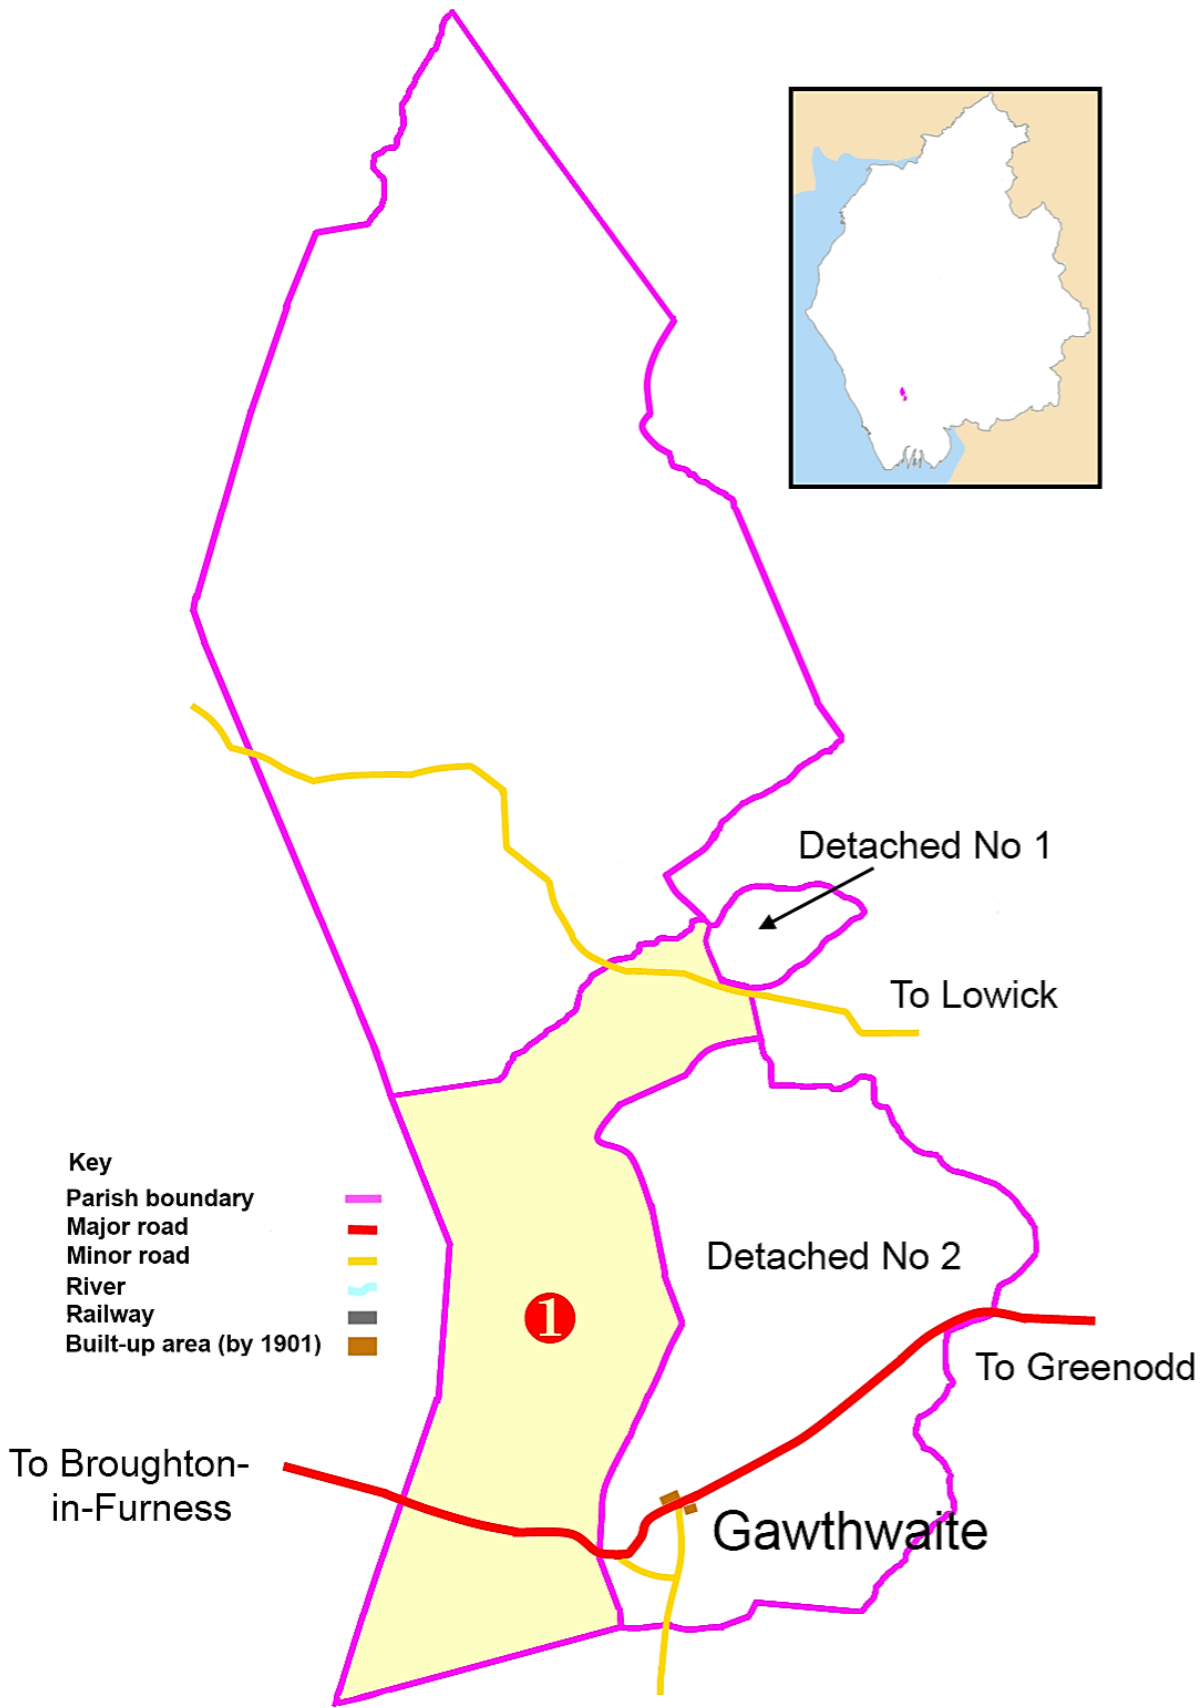 Detached No 1
To Lowick
Key
Parish boundary
Major road
Minor road
River
Railway
Built-up area (by 1901)
Detached No 2
1
To Greenodd
To Broughton-
in-Furness
Gawthwaite